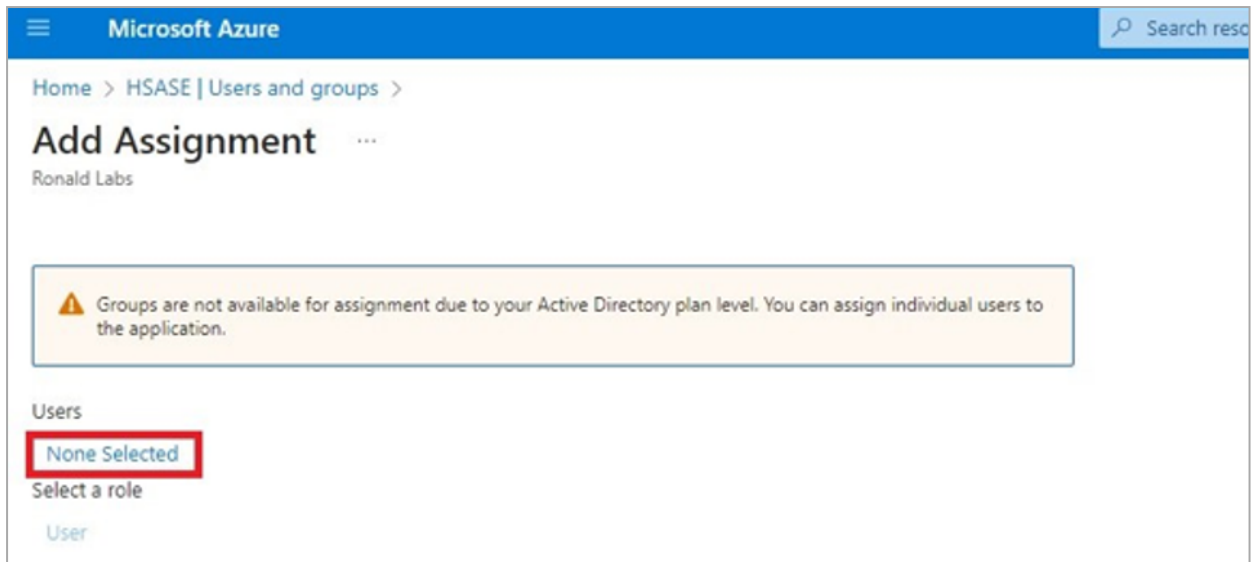 Microsoft Azure
Search reso
Home > HSASE | Users and groups >
Add Assignment ...
Ronald Labs
Groups are not available for assignment due to your Active Directory plan level. You can assign individual users to
the application.
Users
None Selected
Select a role
User